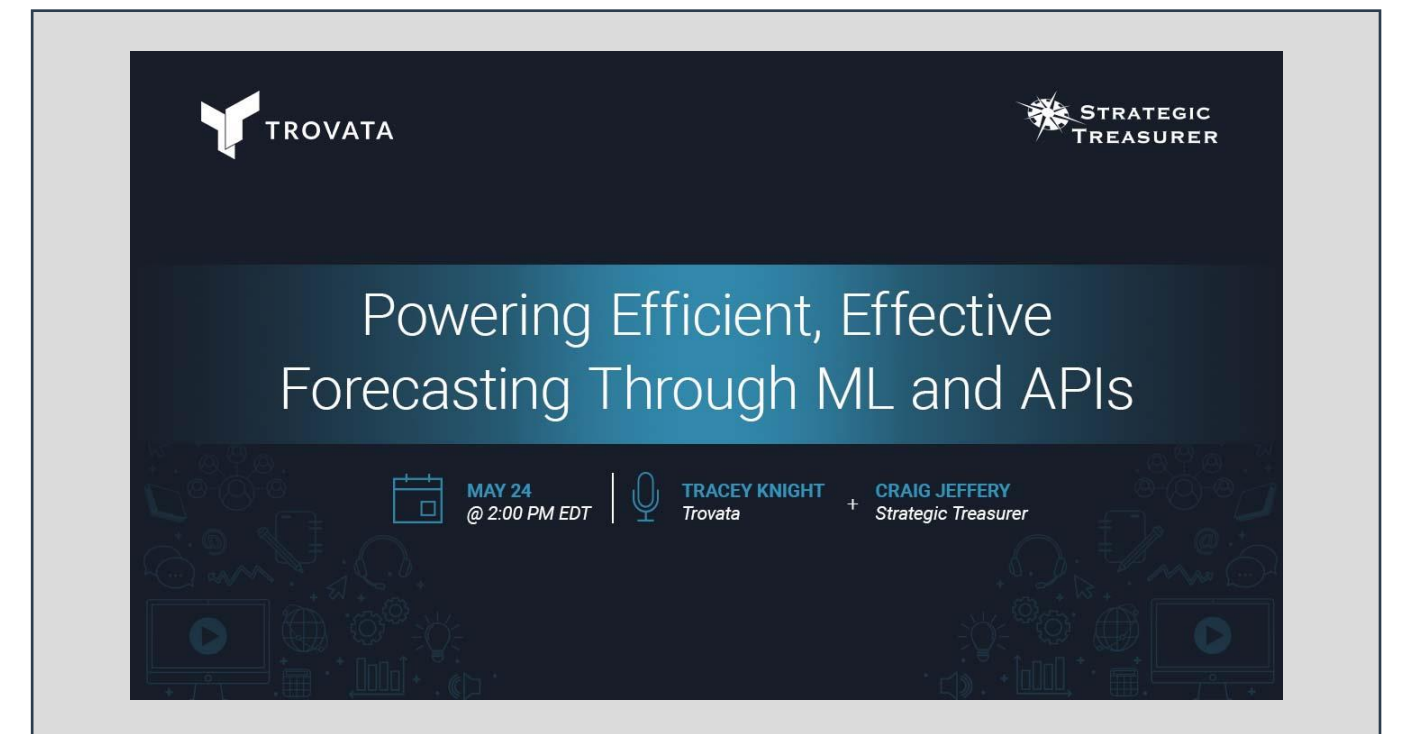 TROVATA
STRATEGIC
TREASURER
Powering Efficient, Effective
Forecasting Through ML and APIs
MAY 24
@ 2:00 PM EDT
TRACEY KNIGHT
Trovata
+
CRAIG JEFFERY
Strategic Treasurer